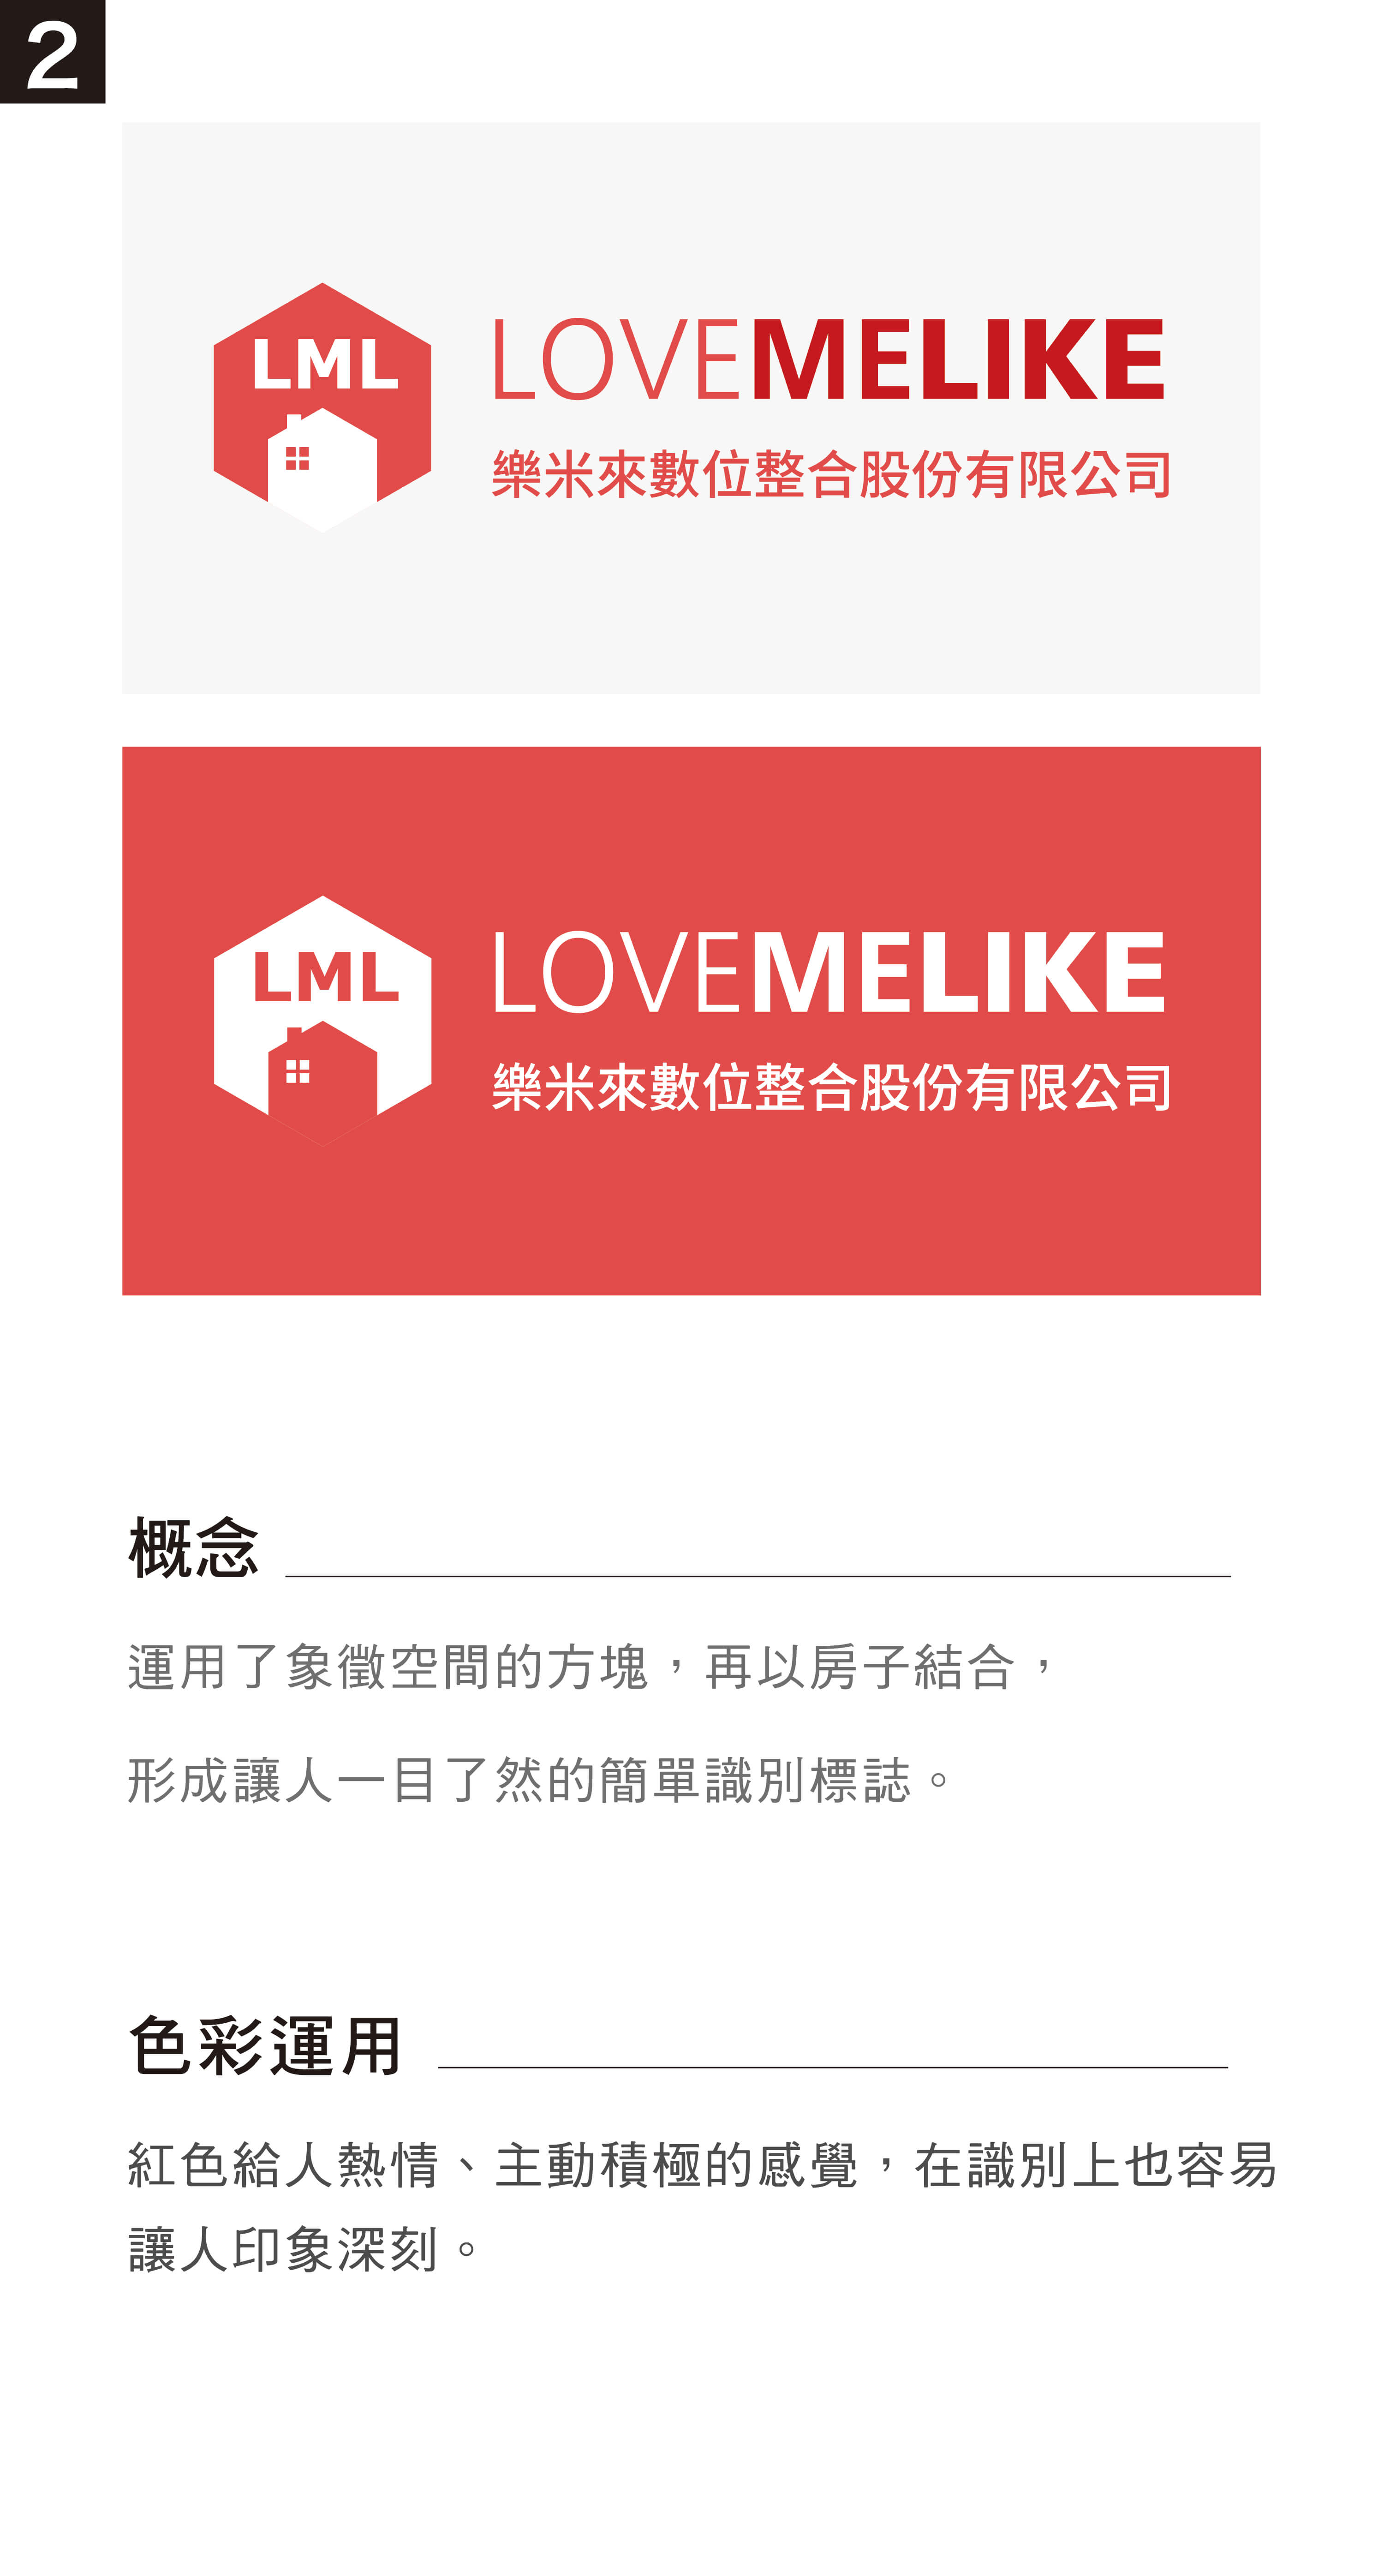 2
LML
LOVEMELIKE
樂米來數位整合股份有限公司
LML
LOVEMELIKE
樂米來數位整合股份有限公司
概念
運用了象徵空間的方塊，再以房子結合，
形成讓人一目了然的簡單識別標誌。
色彩運用
紅色給人熱情、主動積極的感覺，在識別上也容易
讓人印象深刻。